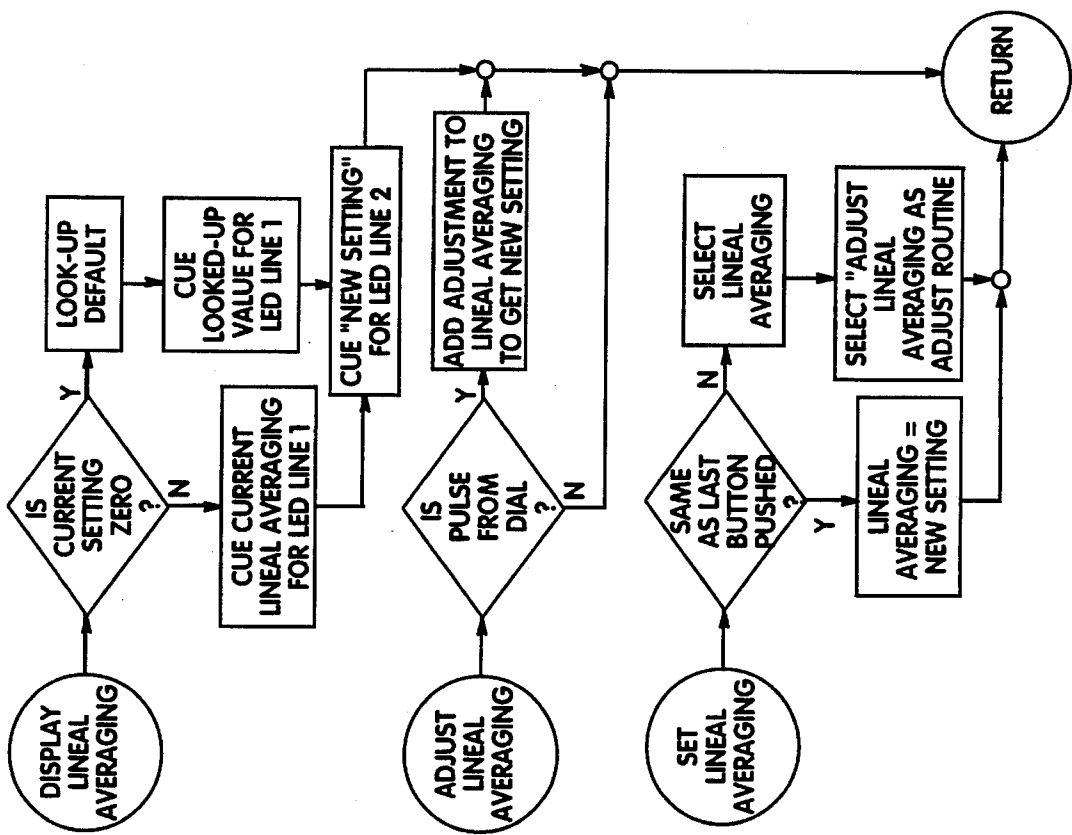 DISPLAY
LINEAL
AVERAGING
IS
CURRENT
SETTING
ZERO
?
Y
N
LOOK-UP
DEFAULT
CUE
LOOKED-UP
VALUE FOR
LED LINE 1
CUE CURRENT
LINEAL AVERAGING
FOR LED LINE 1
CUE "NEW SETTING"
FOR LED LINE 2
ADJUST
LINEAL
AVERAGING
IS
PULSE
FROM
DIAL
?
Y
N
ADD ADJUSTMENT TO
LINEAL AVERAGING
TO GET NEW SETTING
SET
LINEAL
AVERAGING
SAME
AS LAST
BUTTON
PUSHED
?
N
Y
SELECT
LINEAL
AVERAGING
SELECT "ADJUST
LINEAL
AVERAGING AS
ADJUST ROUTINE
LINEAL
AVERAGING =
NEW SETTING
RETURN